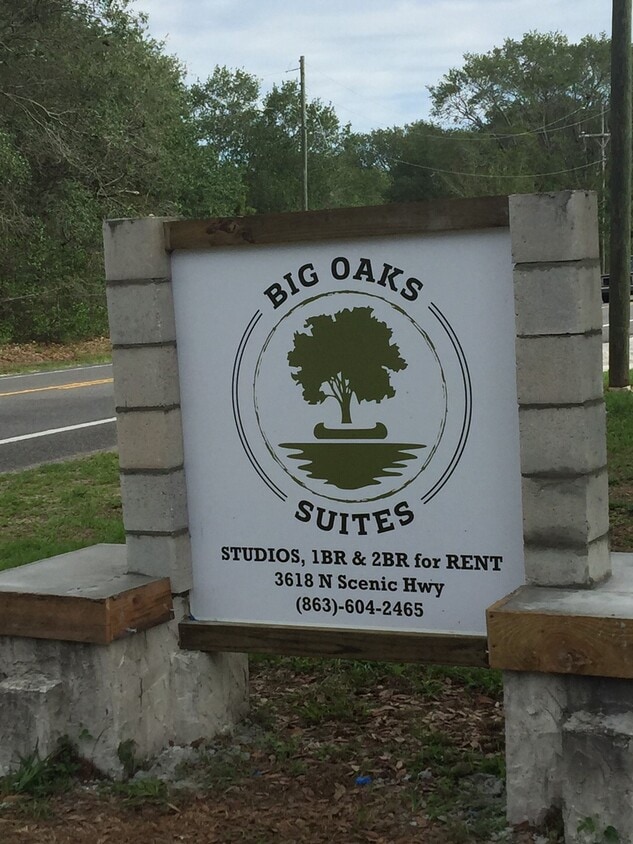 BIG OAKS
SUITES
STUDIOS, 1BR & 2BR for RENT
3618 N Scenic Hwy
(863)-604-2465